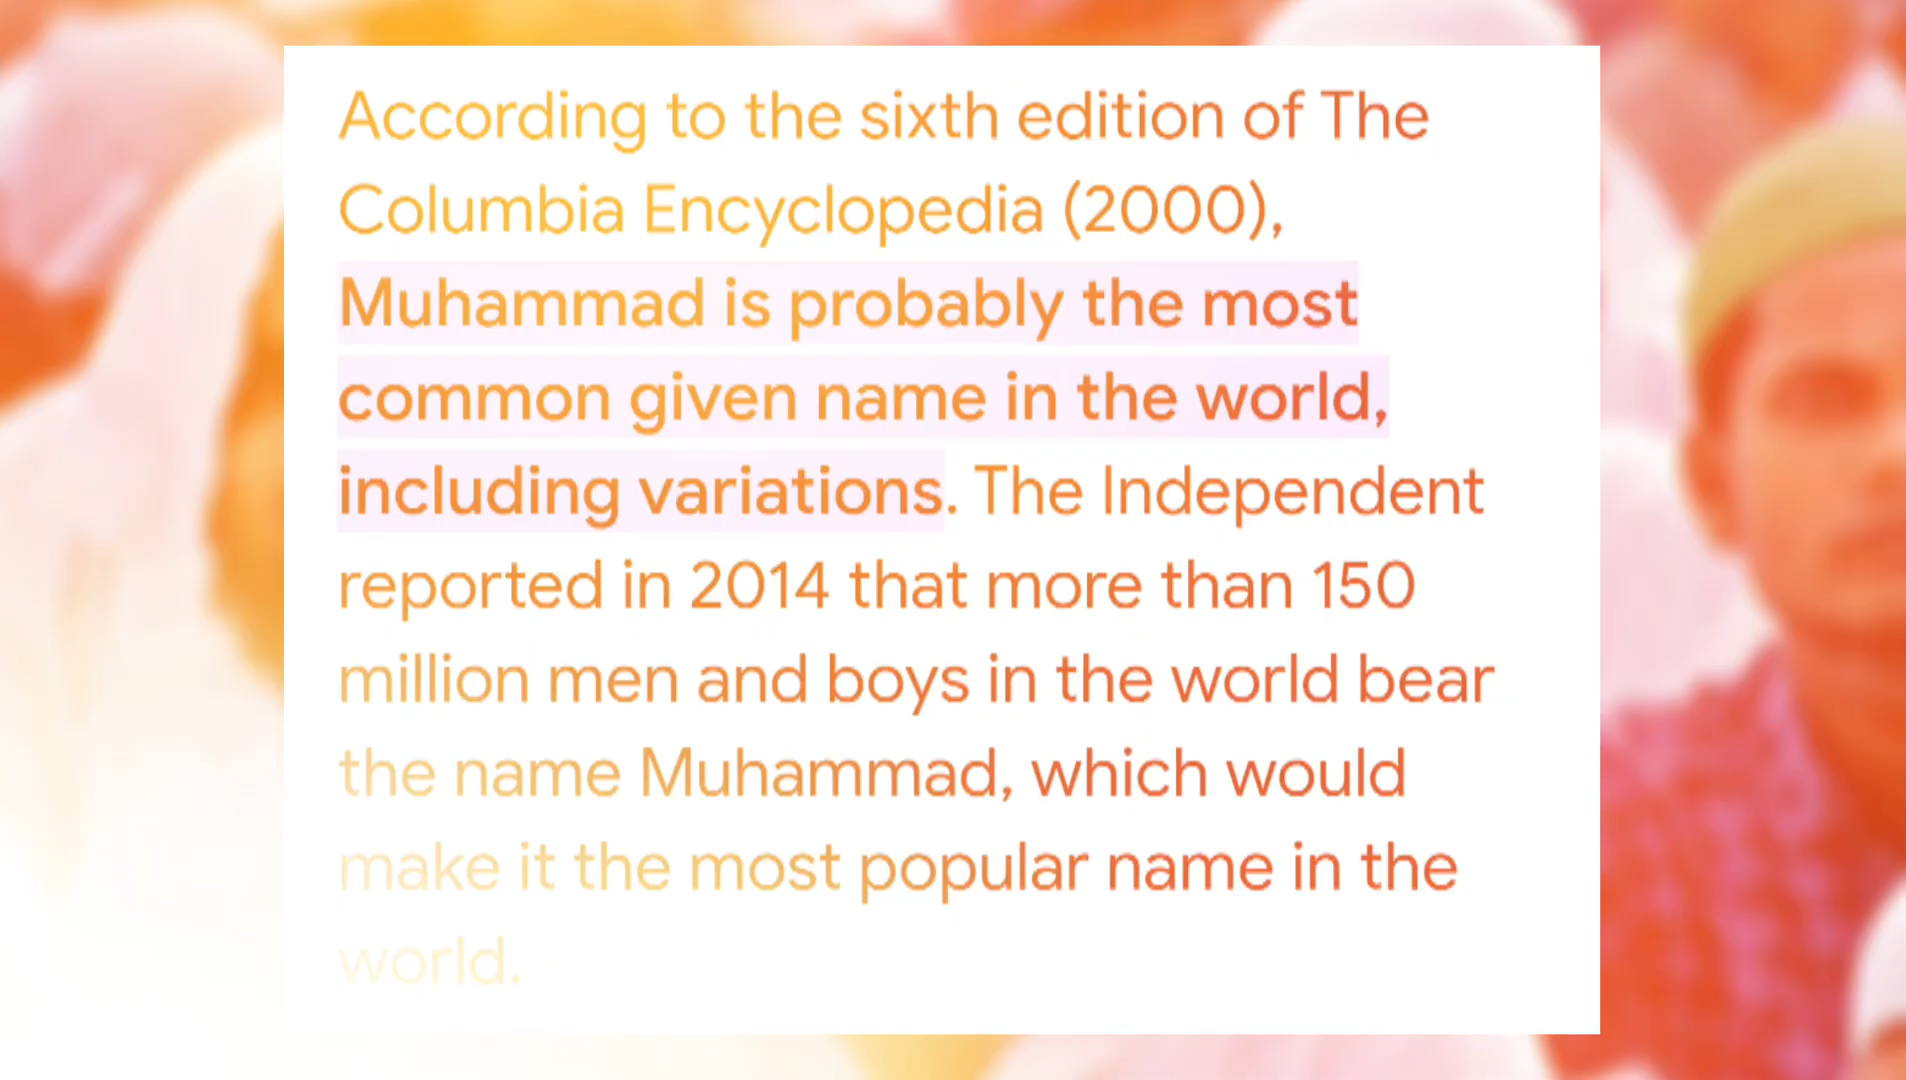 According to the sixth edition of The
Columbia Encyclopedia (2000),
Muhammad is probably the most
common given name in the world,
including variations. The Independent
reported in 2014 that more than 150
million men and boys in the world bear
the name Muhammad, which would
make it the most popular name in the
world.